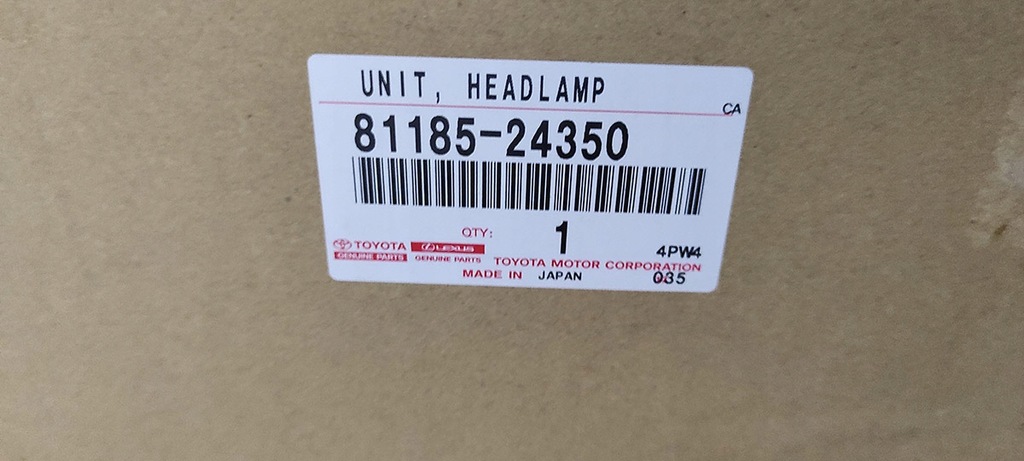 UNIT, HEADLAMP
CA
81185-24350
QTY: 1
TOYOTA LEXUS 4PW4
GENUINE PARTS GENUINE PARTS TOYOTA MOTOR CORPORATION
MADE IN JAPAN 035